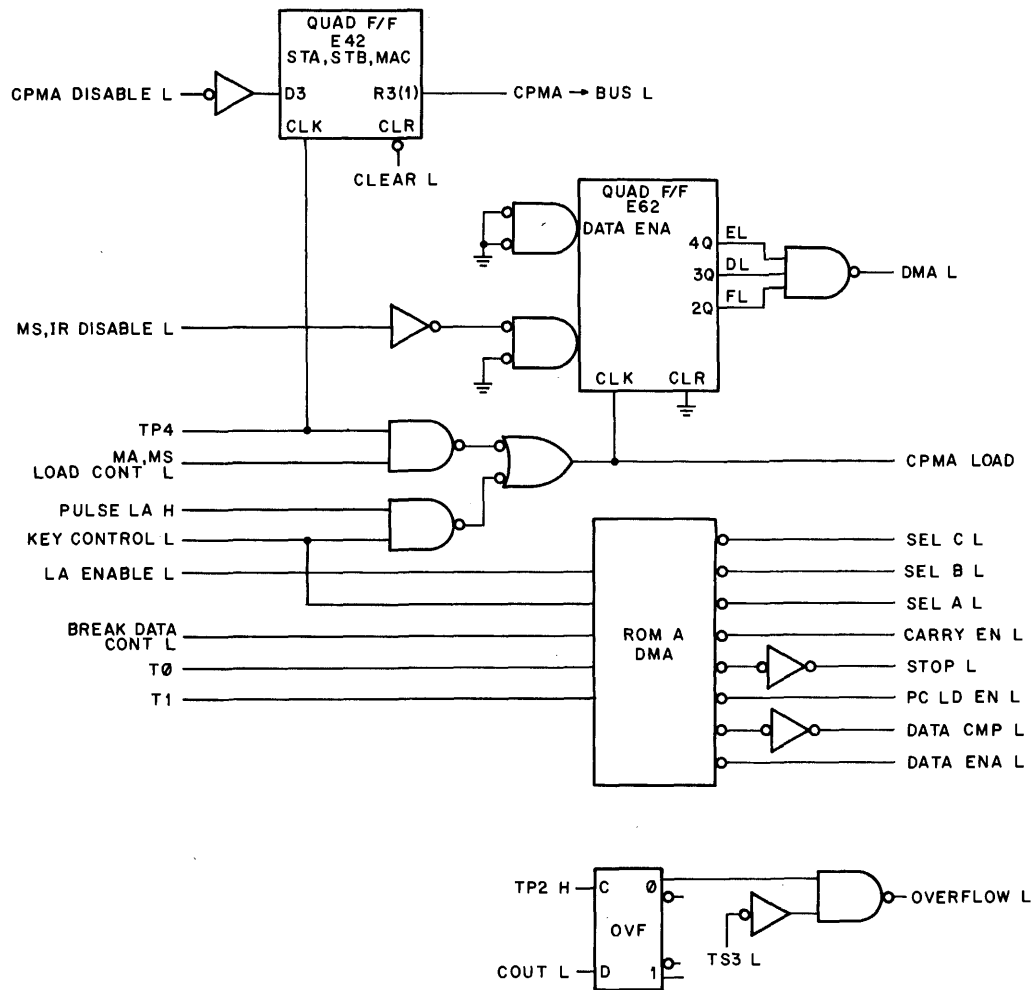 QUAD F/F
E42
STA,STB,MAC
CPMA DISABLE L
D3
R3(1)
CPMA → BUS L
CLK
CLR
CLEAR L
QUAD F/F
E62
DATA ENA
4Q
EL
3Q
DL
DMA L
2Q
FL
MS,IR DISABLE L
CLK
CLR
TP4
MA,MS
LOAD CONT L
CPMA LOAD
PULSE LA H
KEY CONTROL L
LA ENABLE L
BREAK DATA
CONT L
TØ
T1
ROM A
DMA
SEL C L
SEL B L
SEL A L
CARRY EN L
STOP L
PC LD EN L
DATA CMP L
DATA ENA L
TP2 H
C
Ø
OVF
COUT L
D
1
TS3 L
OVERFLOW L